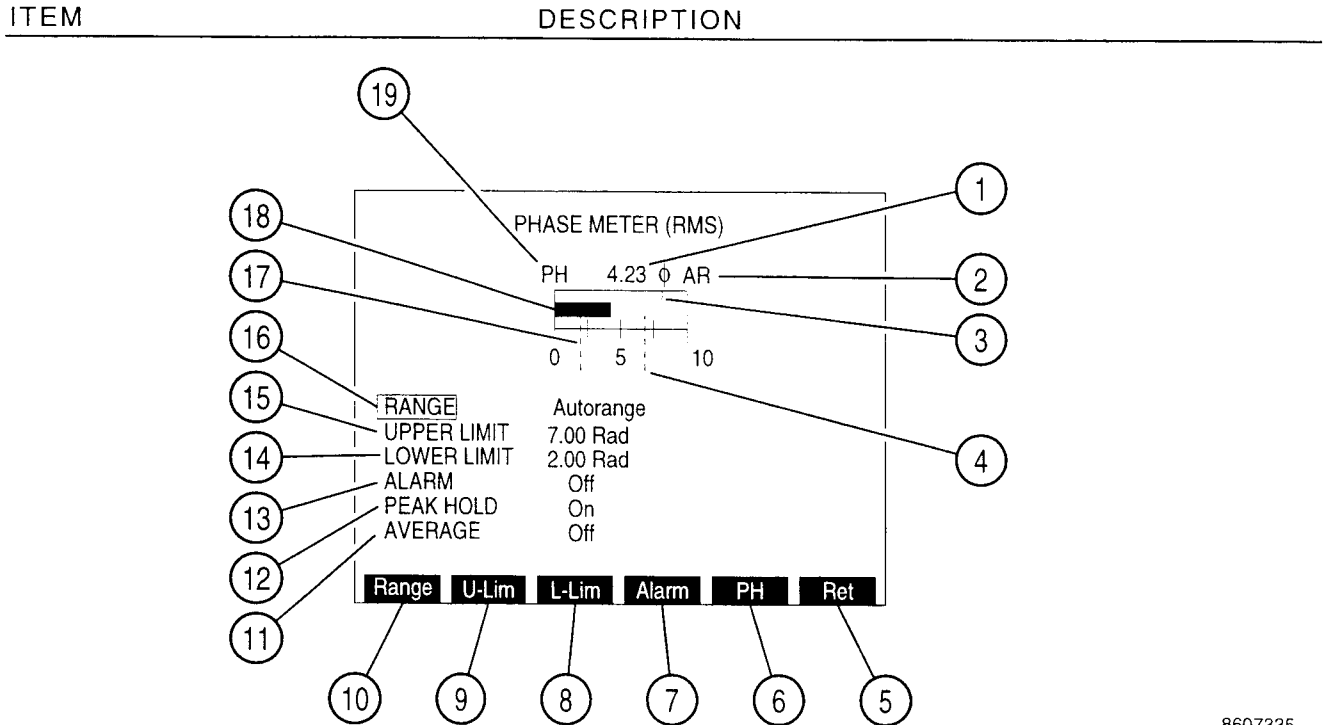 ITEM DESCRIPTION
19
1
18
PHASE METER (RMS)
17
PH 4.23 ϕ AR
2
3
16
0 5 10
15
RANGE Autorange
UPPER LIMIT 7.00 Rad
14
LOWER LIMIT 2.00 Rad
4
ALARM Off
13
PEAK HOLD On
AVERAGE Off
12
Range U-Lim L-Lim Alarm PH Ret
11
10 9 8 7 6 5